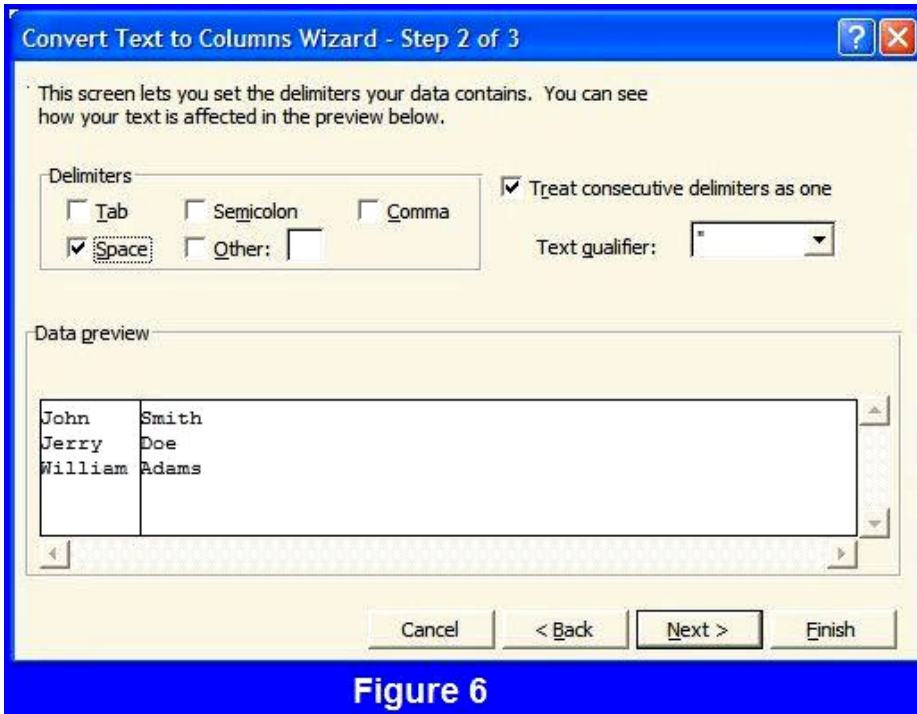 Convert Text to Columns Wizard - Step 2 of 3
This screen lets you set the delimiters your data contains. You can see
how your text is affected in the preview below.
Delimiters
Tab Semicolon Comma
Space Other:
Treat consecutive delimiters as one
Text qualifier: "
Data preview
John Smith
Jerry Doe
William Adams
Cancel < Back Next > Finish
Figure 6